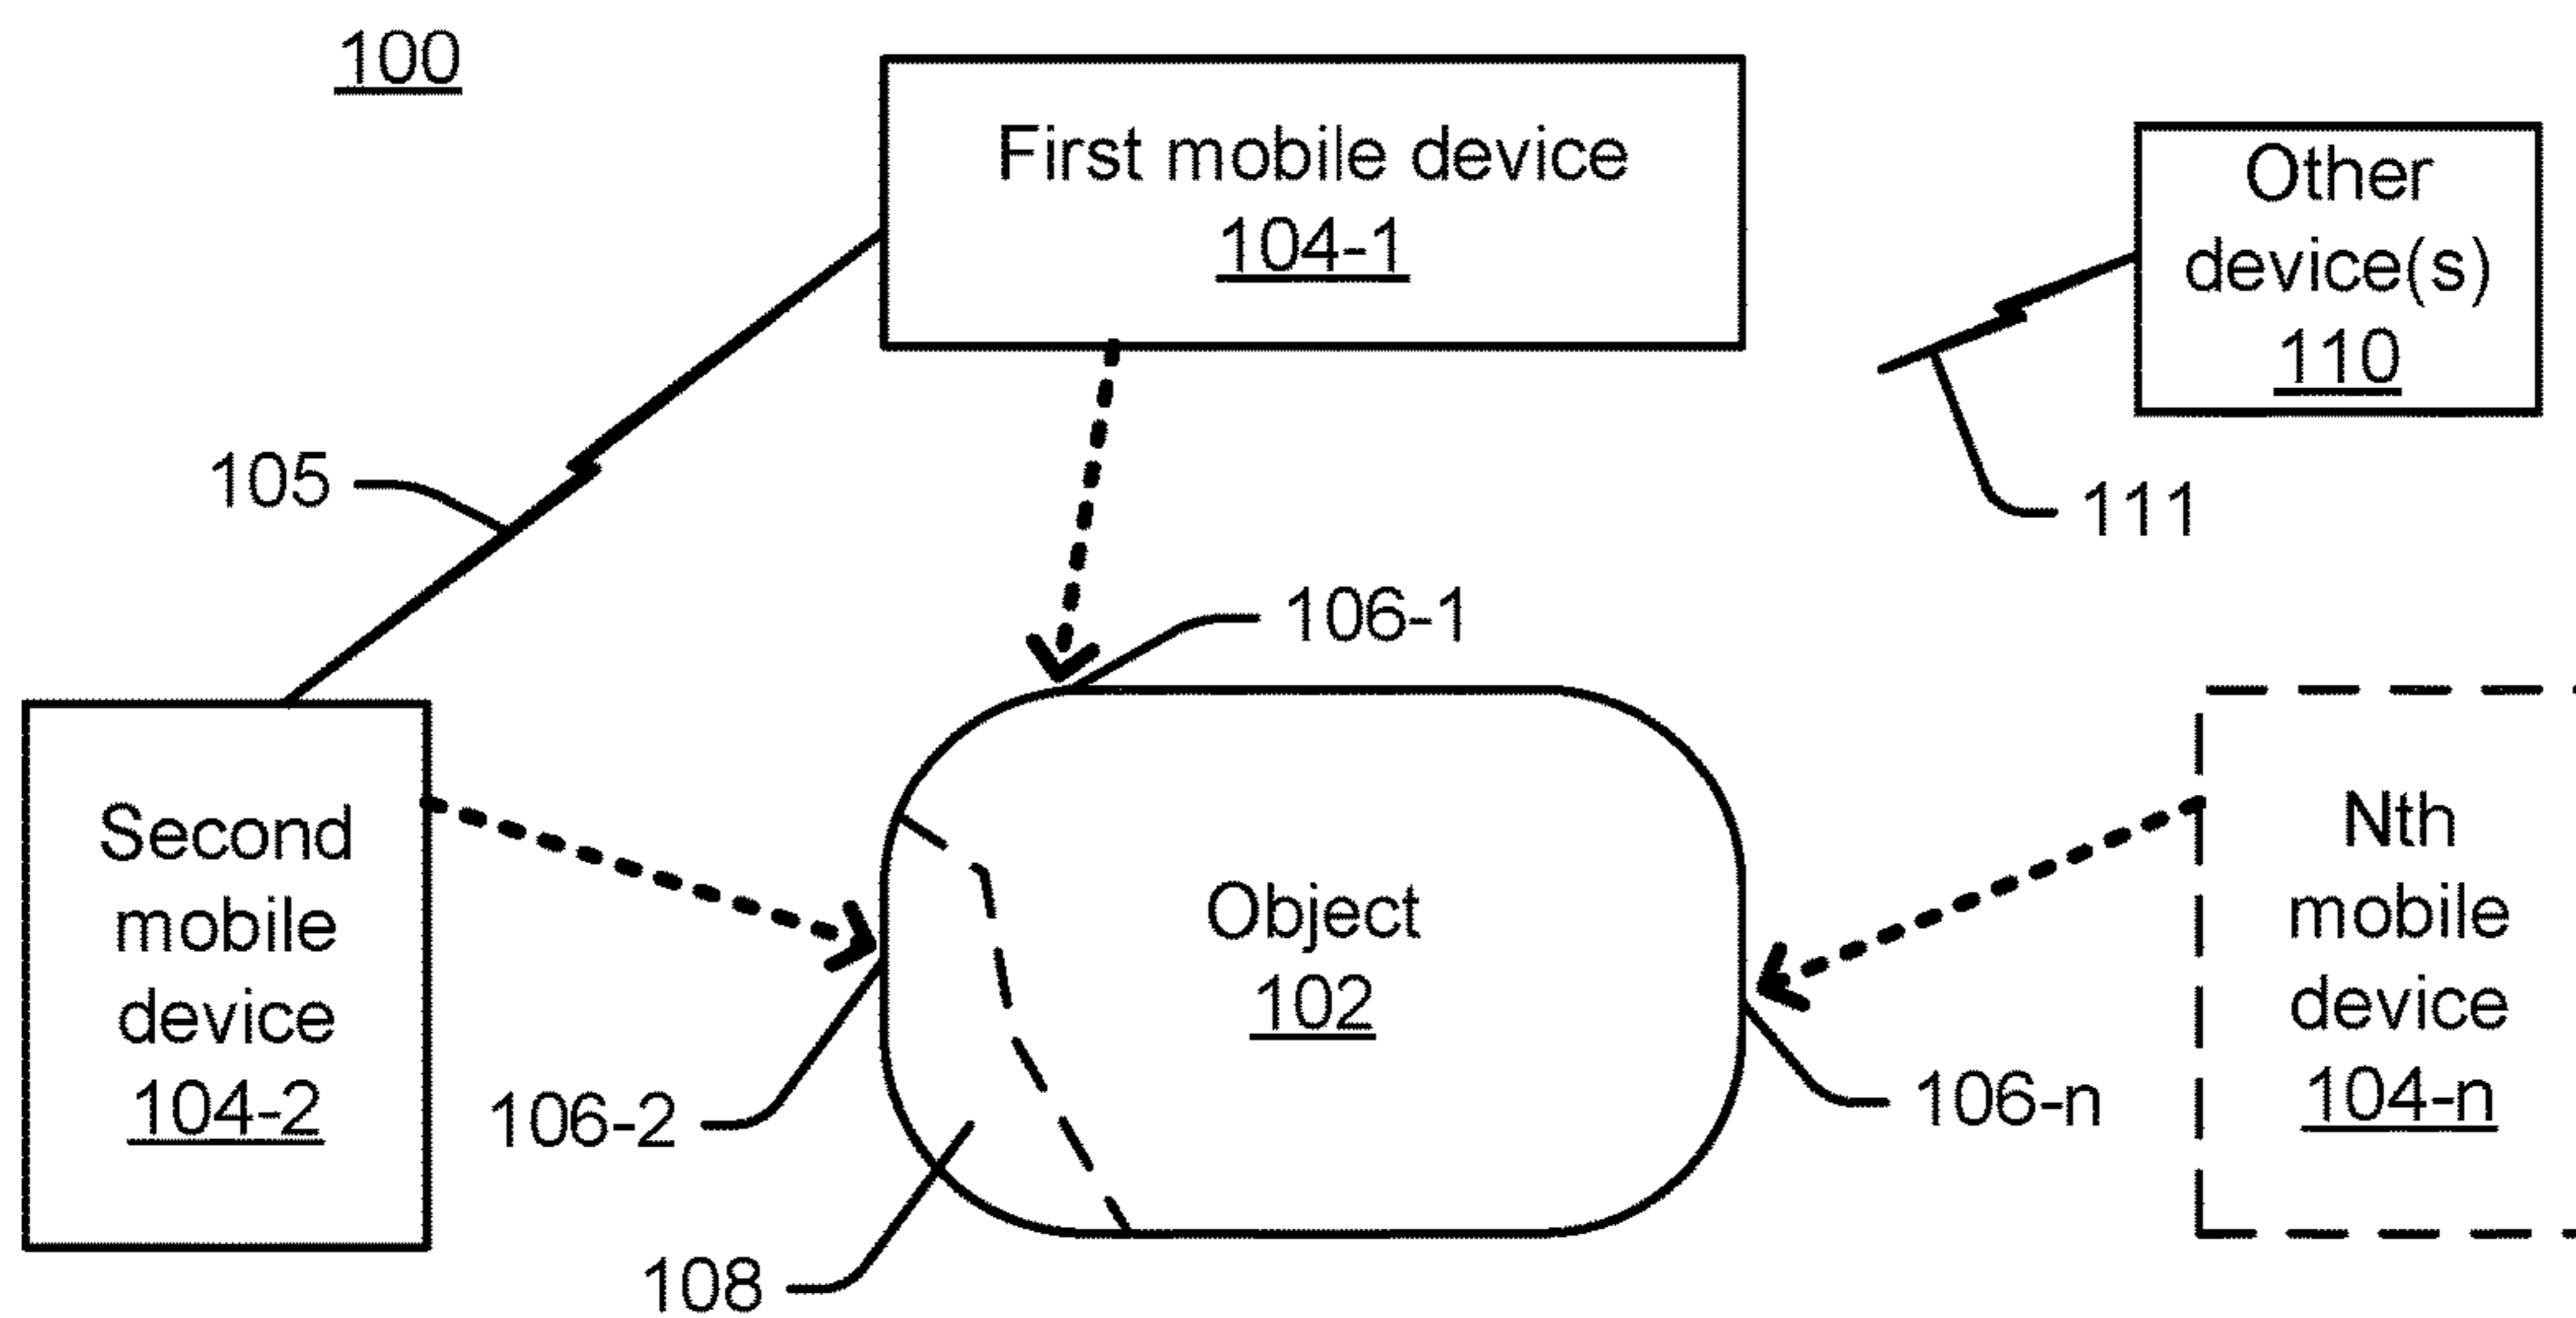 100
First mobile device
104-1
Other
device(s)
110
105
111
106-1
Second
mobile
device
104-2
Object
102
Nth
mobile
device
104-n
106-2
106-n
108